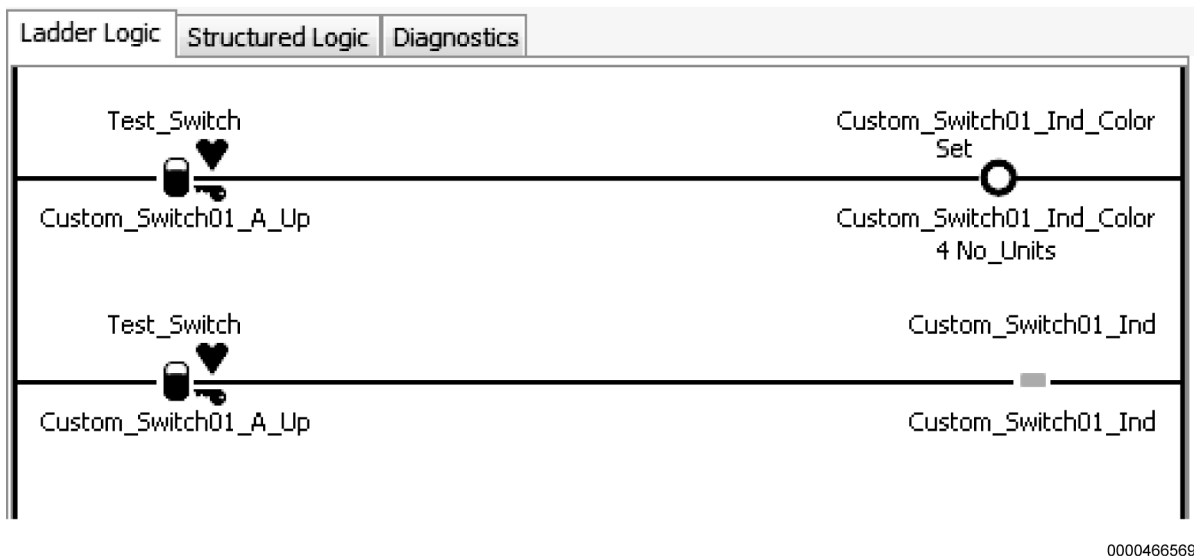 Ladder Logic Structured Logic Diagnostics
Test_Switch Custom_Switch01_Ind_Color
Set
Custom_Switch01_A_Up Custom_Switch01_Ind_Color
4 No_Units
Test_Switch Custom_Switch01_Ind
Custom_Switch01_A_Up Custom_Switch01_Ind
0000466569